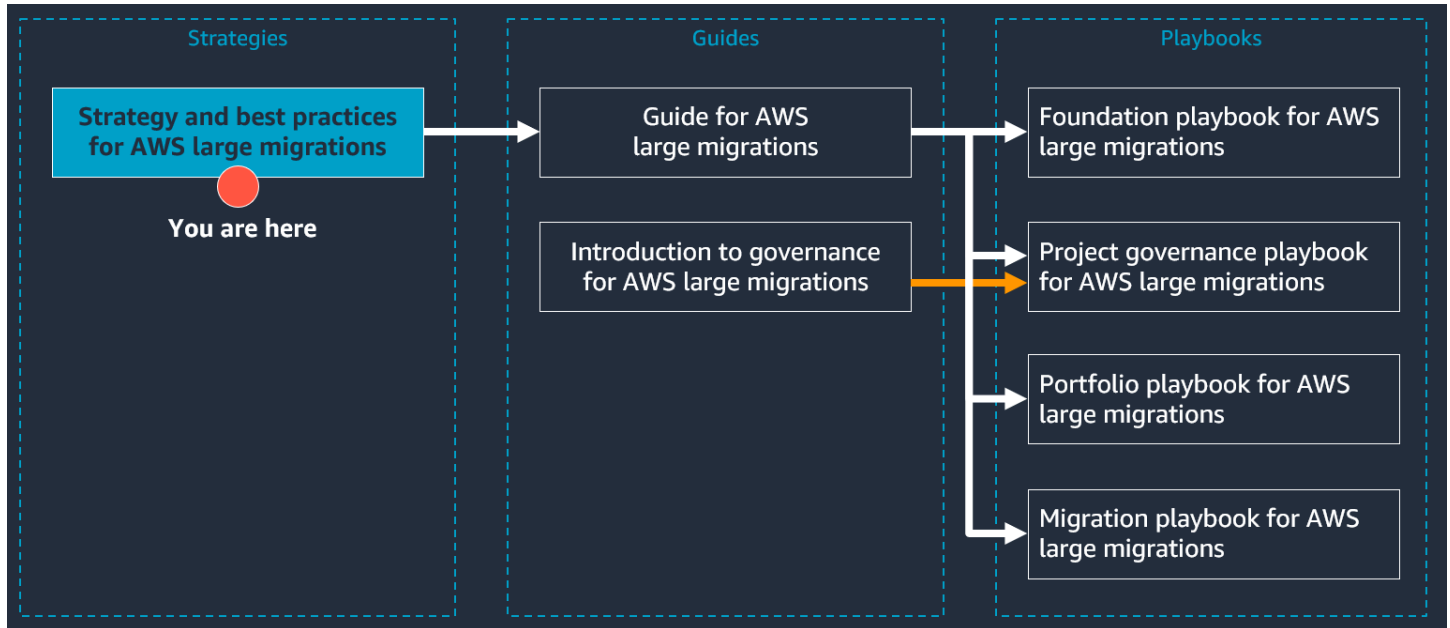 Strategies
Strategy and best practices
for AWS large migrations
You are here
Guides
Guide for AWS
large migrations
Introduction to governance
for AWS large migrations
Playbooks
Foundation playbook for AWS
large migrations
Project governance playbook
for AWS large migrations
Portfolio playbook for AWS
large migrations
Migration playbook for AWS
large migrations